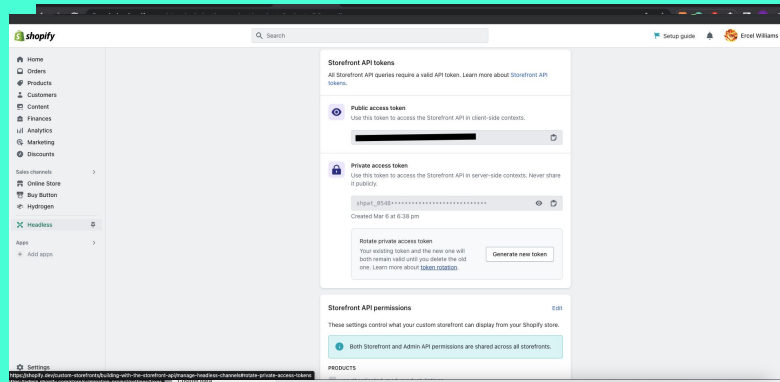 shopify
Search
Setup guide
Ercel Williams
Home
Orders
Products
Customers
Content
Finances
Analytics
Marketing
Discounts
Sales channels
Online Store
Buy Button
Hydrogen
Headless
Apps
Add apps
Settings
Storefront API tokens
All Storefront API queries require a valid API token. Learn more about Storefront API
tokens.
Public access token
Use this token to access the Storefront API in client-side contexts.
Private access token
Use this token to access the Storefront API in server-side contexts. Never share
it publicly.
shpat_0548••••••••••••••••••••••••••••
Created Mar 6 at 6:38 pm
Rotate private access token
Your existing token and the new one will
both remain valid until you delete the old
one. Learn more about token rotation.
Generate new token
Storefront API permissions
Edit
These settings control what your custom storefront can display from your Shopify store.
Both Storefront and Admin API permissions are shared across all storefronts.
PRODUCTS
https://shopify.dev/custom-storefronts/building-with-the-storefront-api/manage-headless-channels#rotate-private-access-tokens